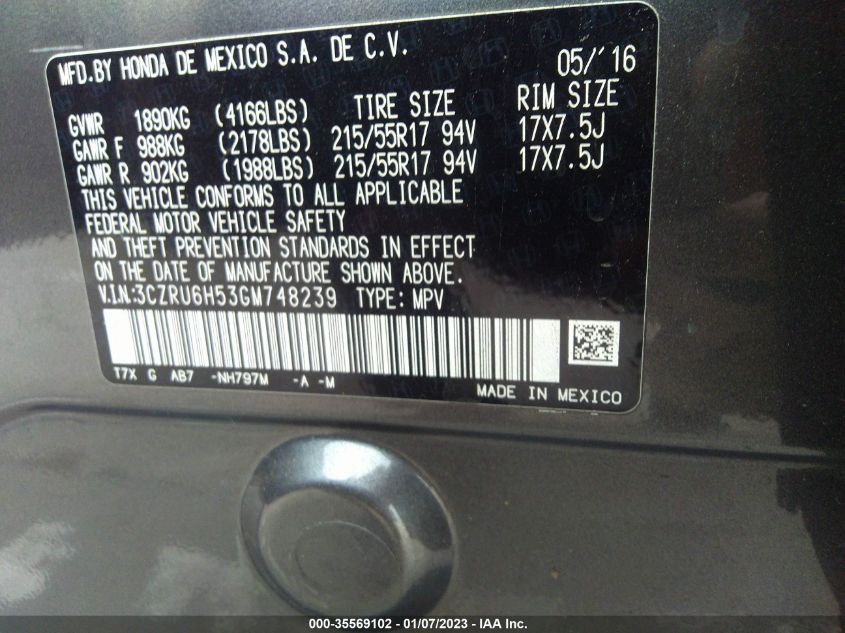 MFD.BY HONDA DE MEXICO S.A. DE C.V. 05/'16
GVWR 1890KG (4166LBS) TIRE SIZE RIM SIZE
GAWR F 988KG (2178LBS) 215/55R17 94V 17X7.5J
GAWR R 902KG (1988LBS) 215/55R17 94V 17X7.5J
THIS VEHICLE CONFORMS TO ALL APPLICABLE
FEDERAL MOTOR VEHICLE SAFETY
AND THEFT PREVENTION STANDARDS IN EFFECT
ON THE DATE OF MANUFACTURE SHOWN ABOVE.
V.I.N:3CZRU6H53GM748239 TYPE: MPV
T7X G AB7 -NH797M -A -M
MADE IN MEXICO
000-35569102 - 01/07/2023 - IAA Inc.